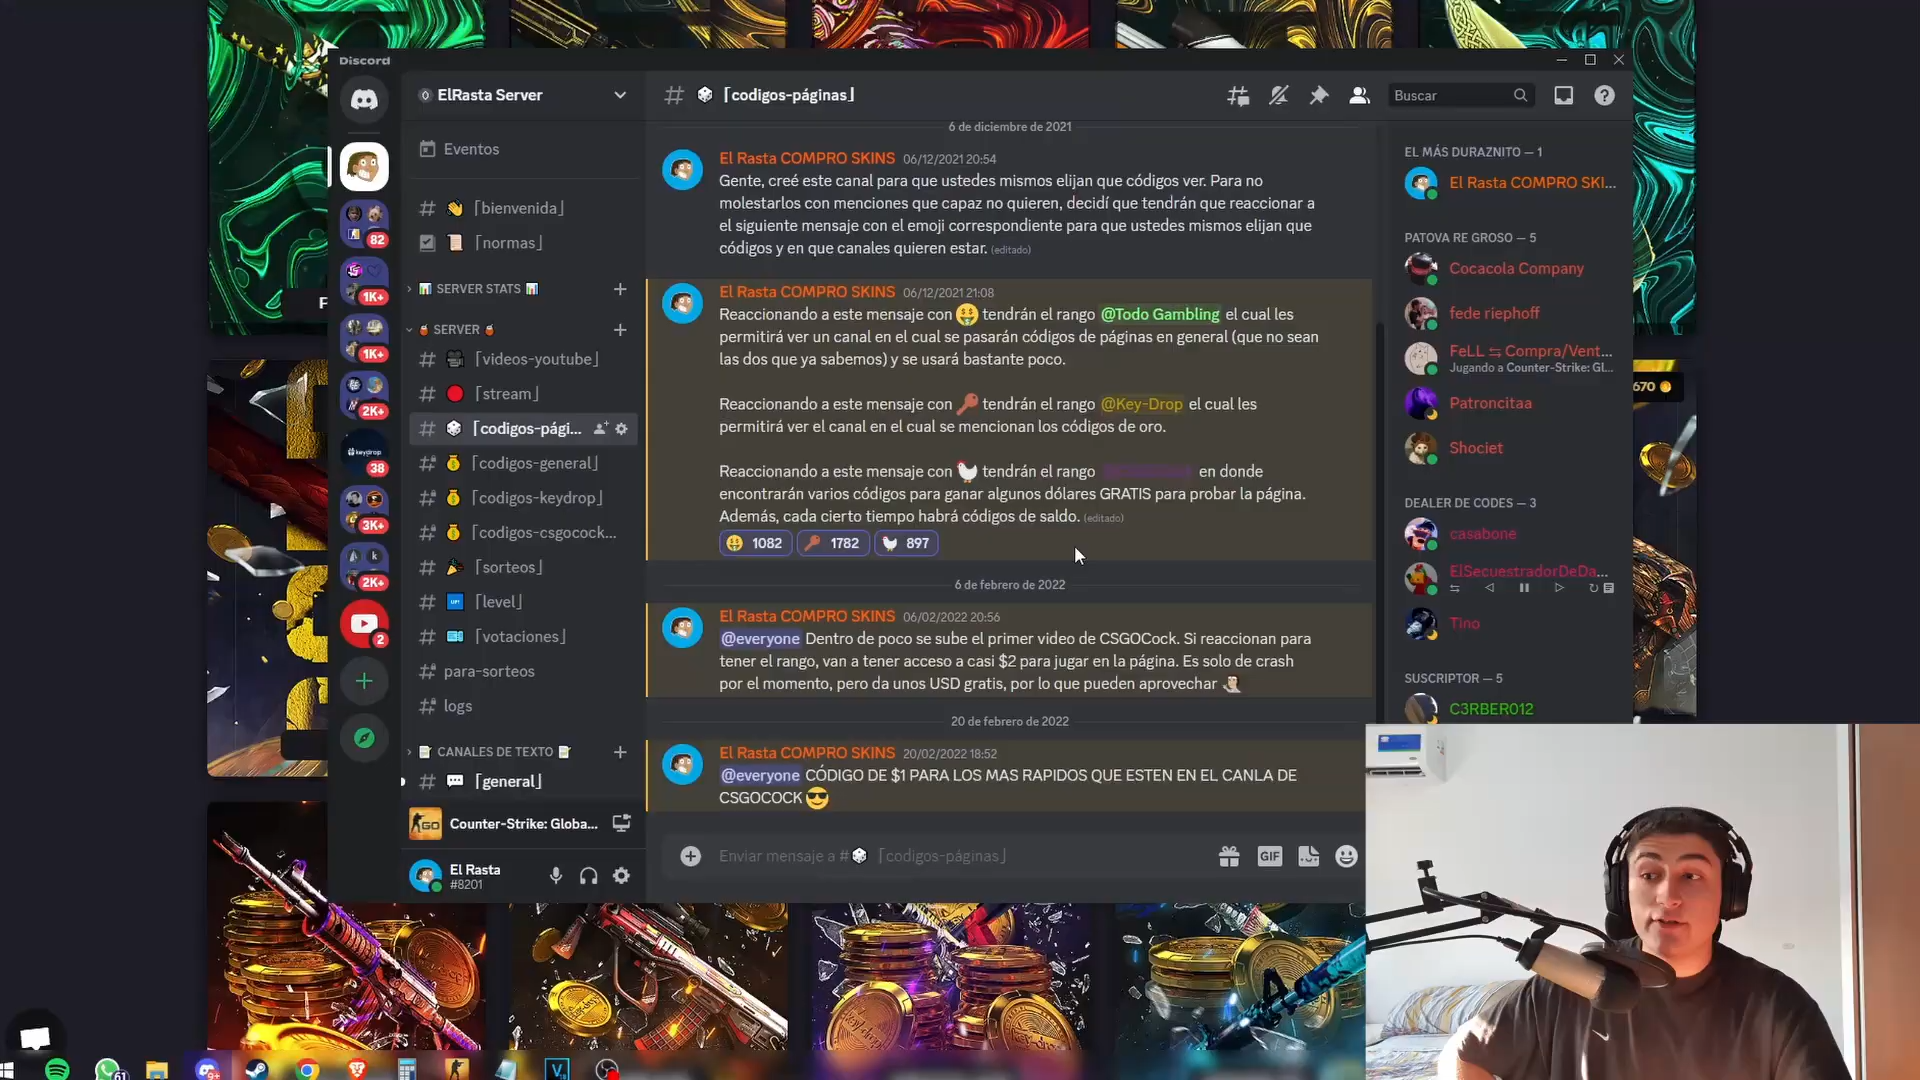 Discord
ElRasta Server
Eventos
82
「bienvenida」
「normas」
1K+
SERVER STATS
1K+
SERVER
「videos-youtube」
「stream」
2K+
「codigos-pági...
keydrop
38
「codigos-general」
「codigos-keydrop」
3K+
「codigos-csgocock...
「sorteos」
2K+
UP!
「level」
2
「votaciones」
para-sorteos
logs
CANALES DE TEXTO
「general」
Counter-Strike: Globa...
El Rasta
#8201
「codigos-páginas」
Buscar
6 de diciembre de 2021
El Rasta COMPRO SKINS 06/12/2021 20:54
Gente, creé este canal para que ustedes mismos elijan que códigos ver. Para no
molestarlos con menciones que capaz no quieren, decidí que tendrán que reaccionar a
el siguiente mensaje con el emoji correspondiente para que ustedes mismos elijan que
códigos y en que canales quieren estar. (editado)
El Rasta COMPRO SKINS 06/12/2021 21:08
Reaccionando a este mensaje con 🤑 tendrán el rango @Todo Gambling el cual les
permitirá ver un canal en el cual se pasarán códigos de páginas en general (que no sean
las dos que ya sabemos) y se usará bastante poco.
Reaccionando a este mensaje con 🔑 tendrán el rango @Key-Drop el cual les
permitirá ver el canal en el cual se mencionan los códigos de oro.
Reaccionando a este mensaje con 🐔 tendrán el rango en donde
encontrarán varios códigos para ganar algunos dólares GRATIS para probar la página.
Además, cada cierto tiempo habrá códigos de saldo. (editado)
1082 1782 897
6 de febrero de 2022
El Rasta COMPRO SKINS 06/02/2022 20:56
@everyone Dentro de poco se sube el primer video de CSGOCock. Si reaccionan para
tener el rango, van a tener acceso a casi $2 para jugar en la página. Es solo de crash
por el momento, pero da unos USD gratis, por lo que pueden aprovechar
20 de febrero de 2022
El Rasta COMPRO SKINS 20/02/2022 18:52
@everyone CÓDIGO DE $1 PARA LOS MAS RAPIDOS QUE ESTEN EN EL CANLA DE
CSGOCOCK 😎
Enviar mensaje a # 「codigos-páginas」
GIF
EL MÁS DURAZNITO — 1
El Rasta COMPRO SKI...
PATOVA RE GROSO — 5
Cocacola Company
fede riephoff
FeLL ⇆ Compra/Vent...
Jugando a Counter-Strike: Gl...
Patroncitaa
Shociet
DEALER DE CODES — 3
casabone
ElSecuestradorDeDa...
Tino
SUSCRIPTOR — 5
C3RBER012
670
F
61
9+